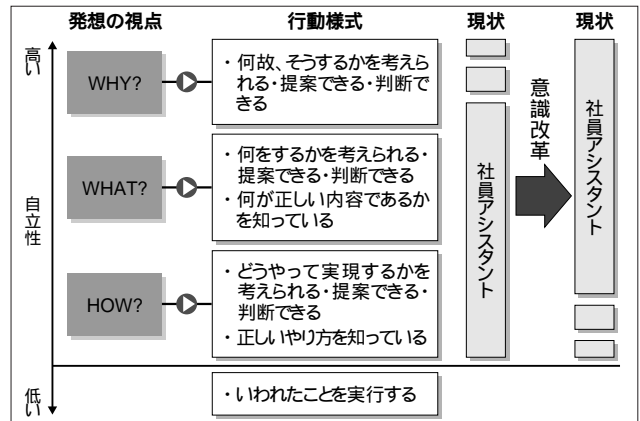 発想の視点
行動様式
現状
現状
高い
自立性
低い
WHY?
・何故、そうするかを考えら
れる・提案できる・判断で
きる
WHAT?
・何をするかを考えられる・
提案できる・判断できる
・何が正しい内容であるか
を知っている
HOW?
・どうやって実現するかを
考えられる・提案できる・
判断できる
・正しいやり方を知っている
・いわれたことを実行する
社員アシスタント
意識改革
社員アシスタント